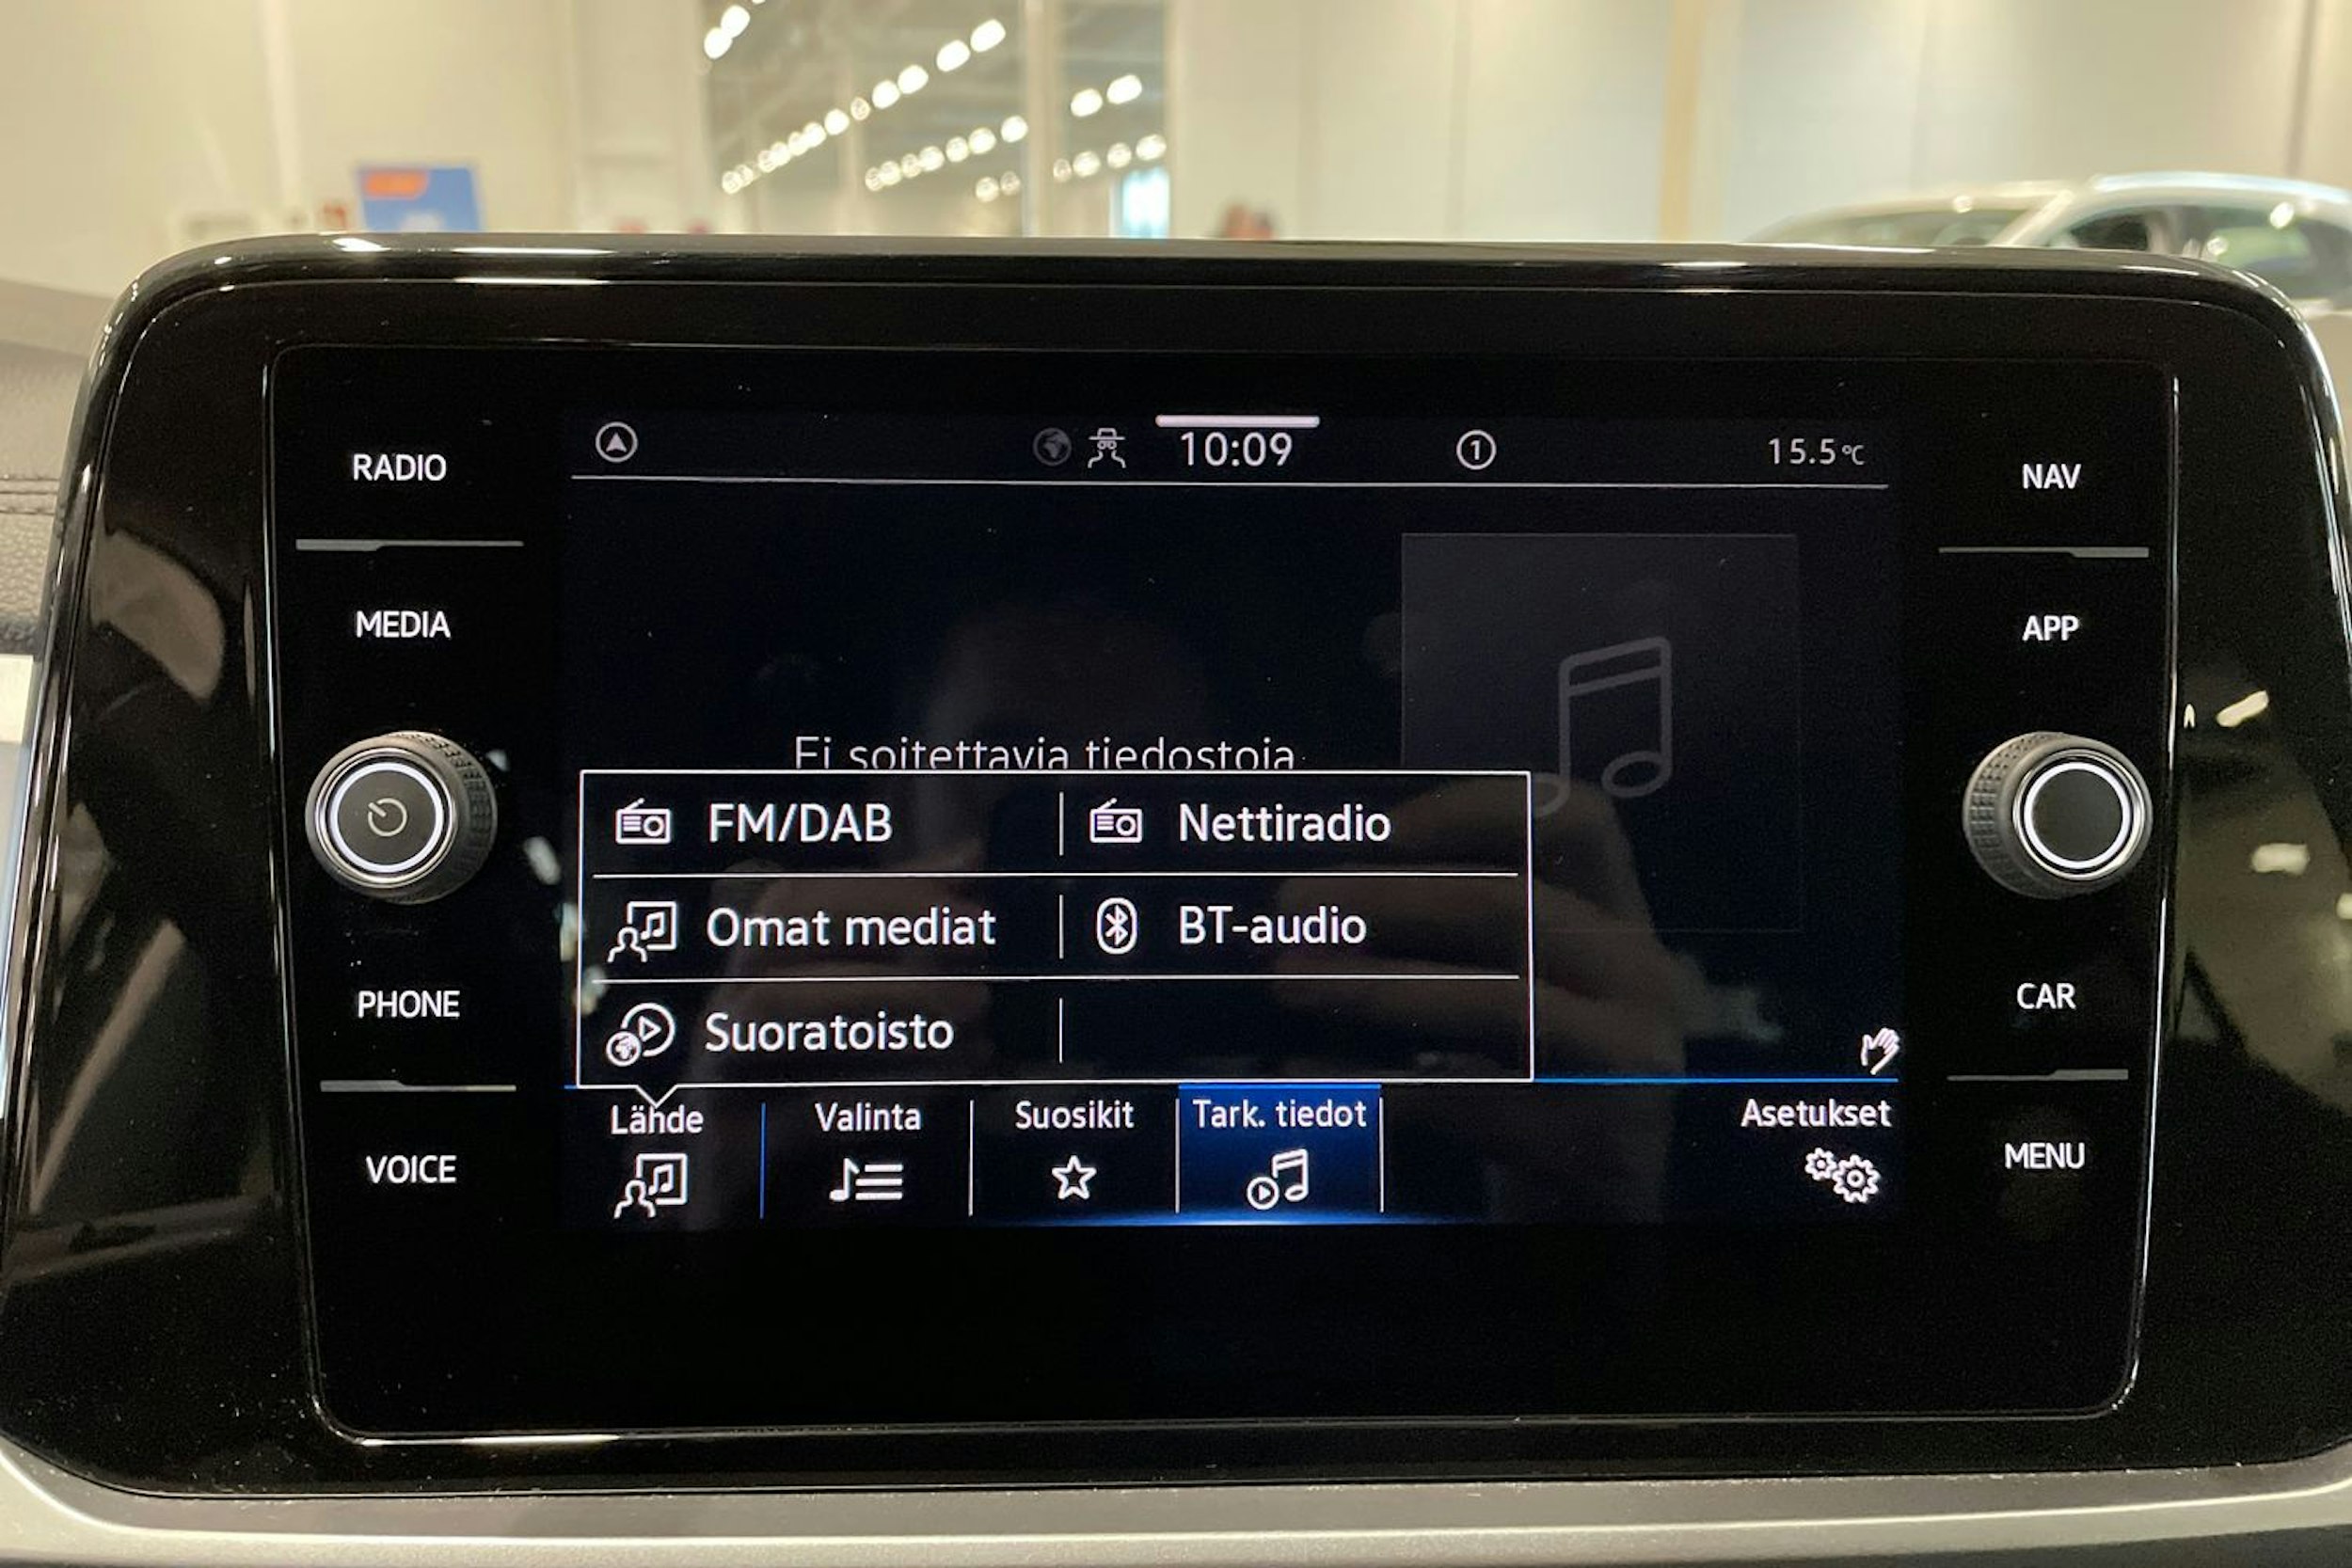 RADIO
MEDIA
PHONE
VOICE
10:09
1
15.5°C
Ei soitettavia tiedostoja.
FM/DAB
Nettiradio
Omat mediat
BT-audio
Suoratoisto
Lähde
Valinta
Suosikit
Tark. tiedot
Asetukset
NAV
APP
CAR
MENU